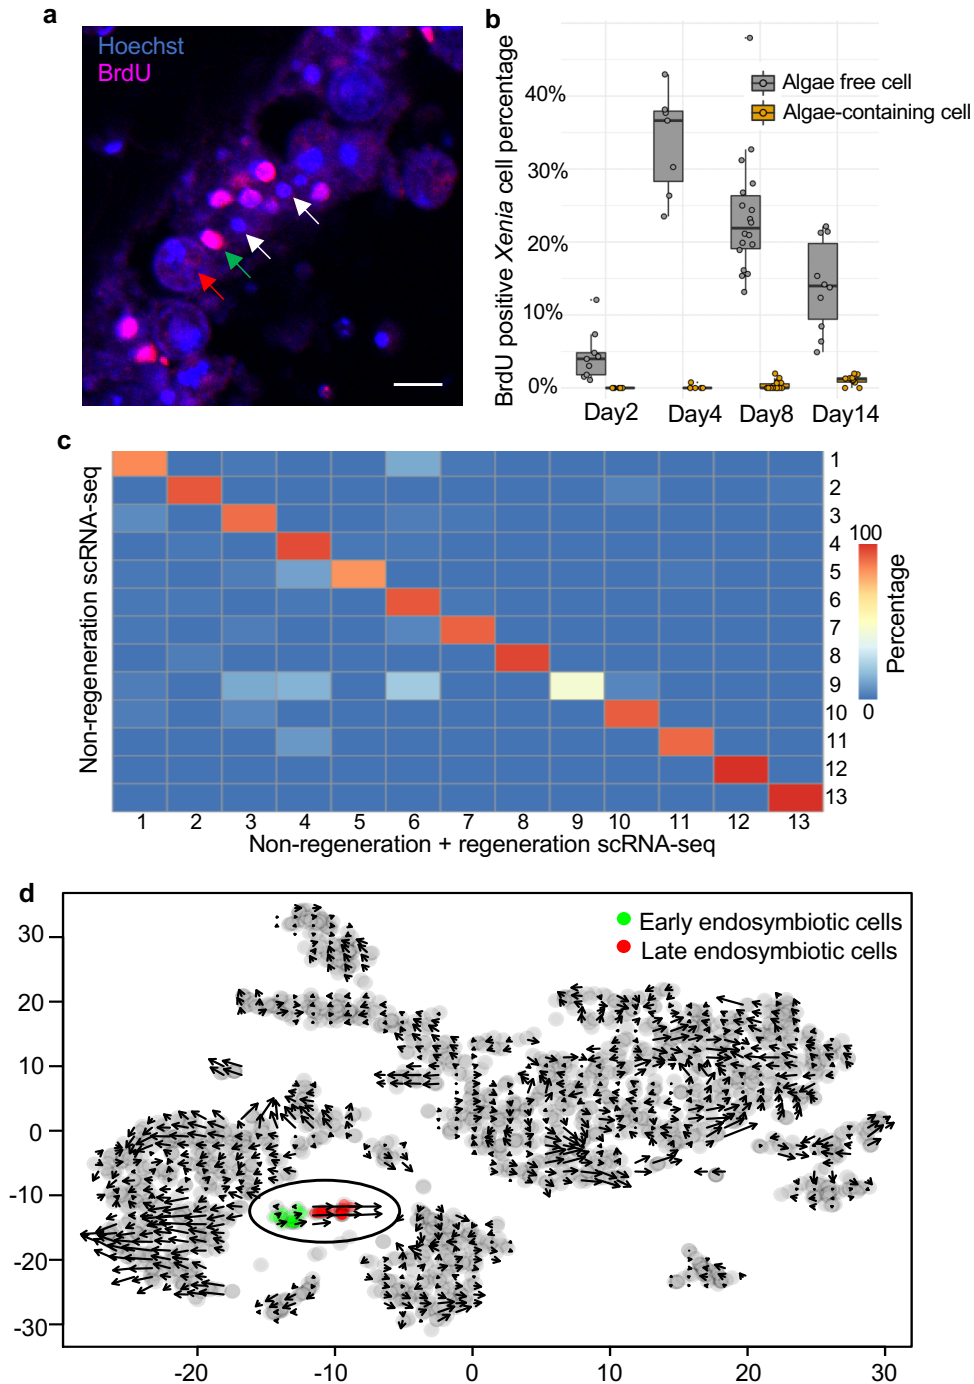 a
Hoechst
BrdU
b
BrdU positive Xenia cell percentage
40%
30%
20%
10%
0%
Algae free cell
Algae-containing cell
Day2 Day4 Day8 Day14
c
Non-regeneration scRNA-seq
1
2
3
4
5
6
7
8
9
10
11
12
13
100
0
Percentage
1 2 3 4 5 6 7 8 9 10 11 12 13
Non-regeneration + regeneration scRNA-seq
d
Early endosymbiotic cells
Late endosymbiotic cells
30
20
10
0
-10
-20
-30
-20 -10 0 10 20 30